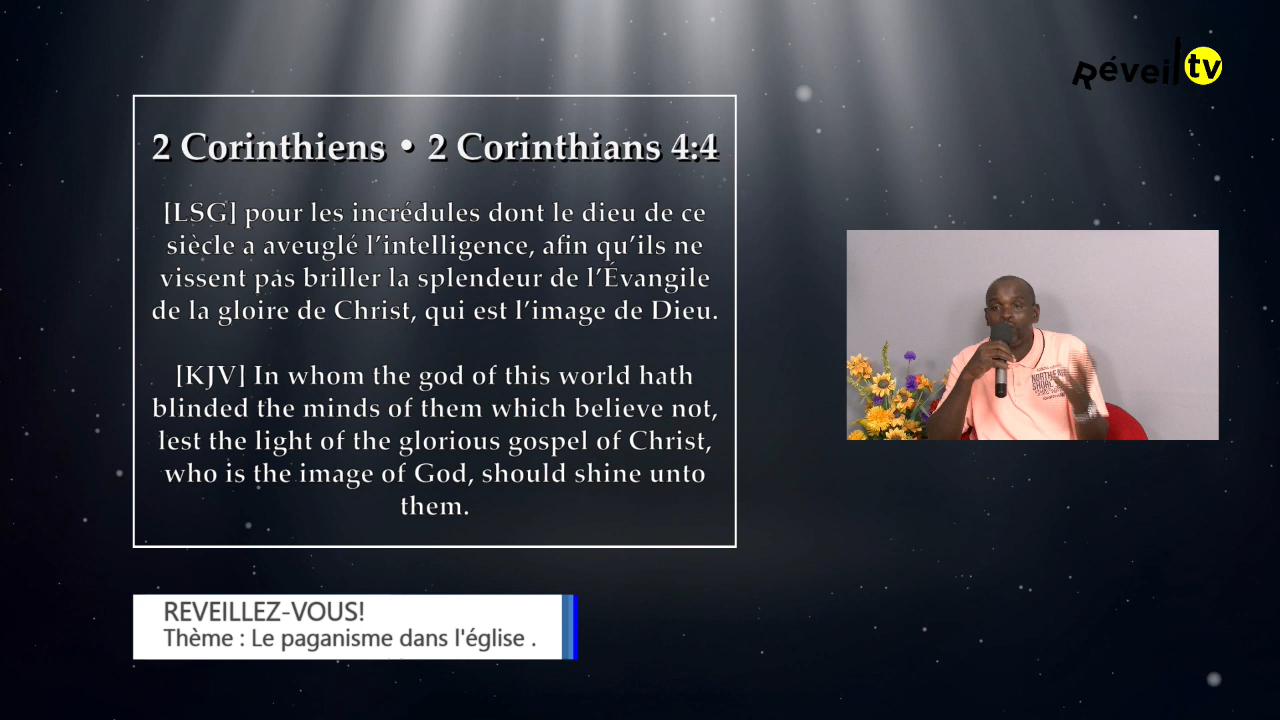 Réveil tv
2 Corinthiens • 2 Corinthians 4:4
[LSG] pour les incrédules dont le dieu de ce
siècle a aveuglé l’intelligence, afin qu’ils ne
vissent pas briller la splendeur de l’Évangile
de la gloire de Christ, qui est l’image de Dieu.
[KJV] In whom the god of this world hath
blinded the minds of them which believe not,
lest the light of the glorious gospel of Christ,
who is the image of God, should shine unto
them.
REVEILLEZ-VOUS!
Thème : Le paganisme dans l'église .